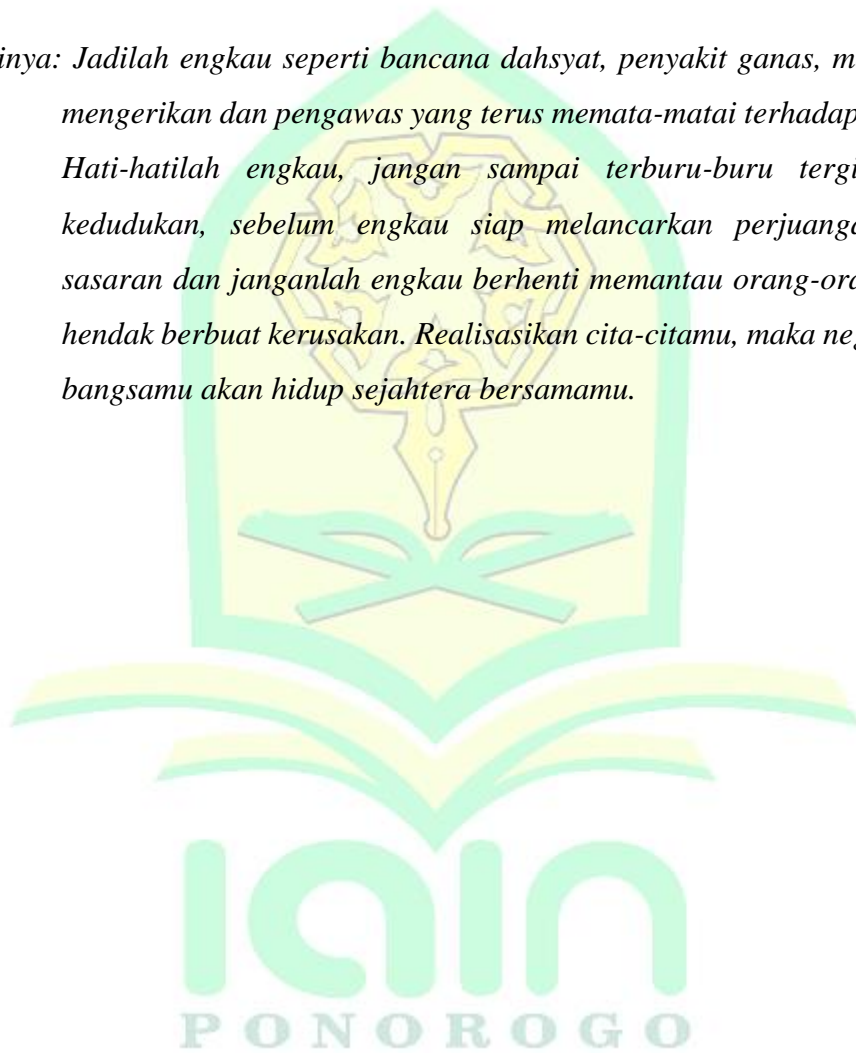 inya: Jadilah engkau seperti bancana dahsyat, penyakit ganas, m
mengerikan dan pengawas yang terus memata-matai terhadap
Hati-hatilah engkau, jangan sampai terburu-buru tergi
kedudukan, sebelum engkau siap melancarkan perjuanga
sasaran dan janganlah engkau berhenti memantau orang-ora
hendak berbuat kerusakan. Realisasikan cita-citamu, maka neg
bangsamu akan hidup sejahtera bersamamu.
iain
PONOROGO